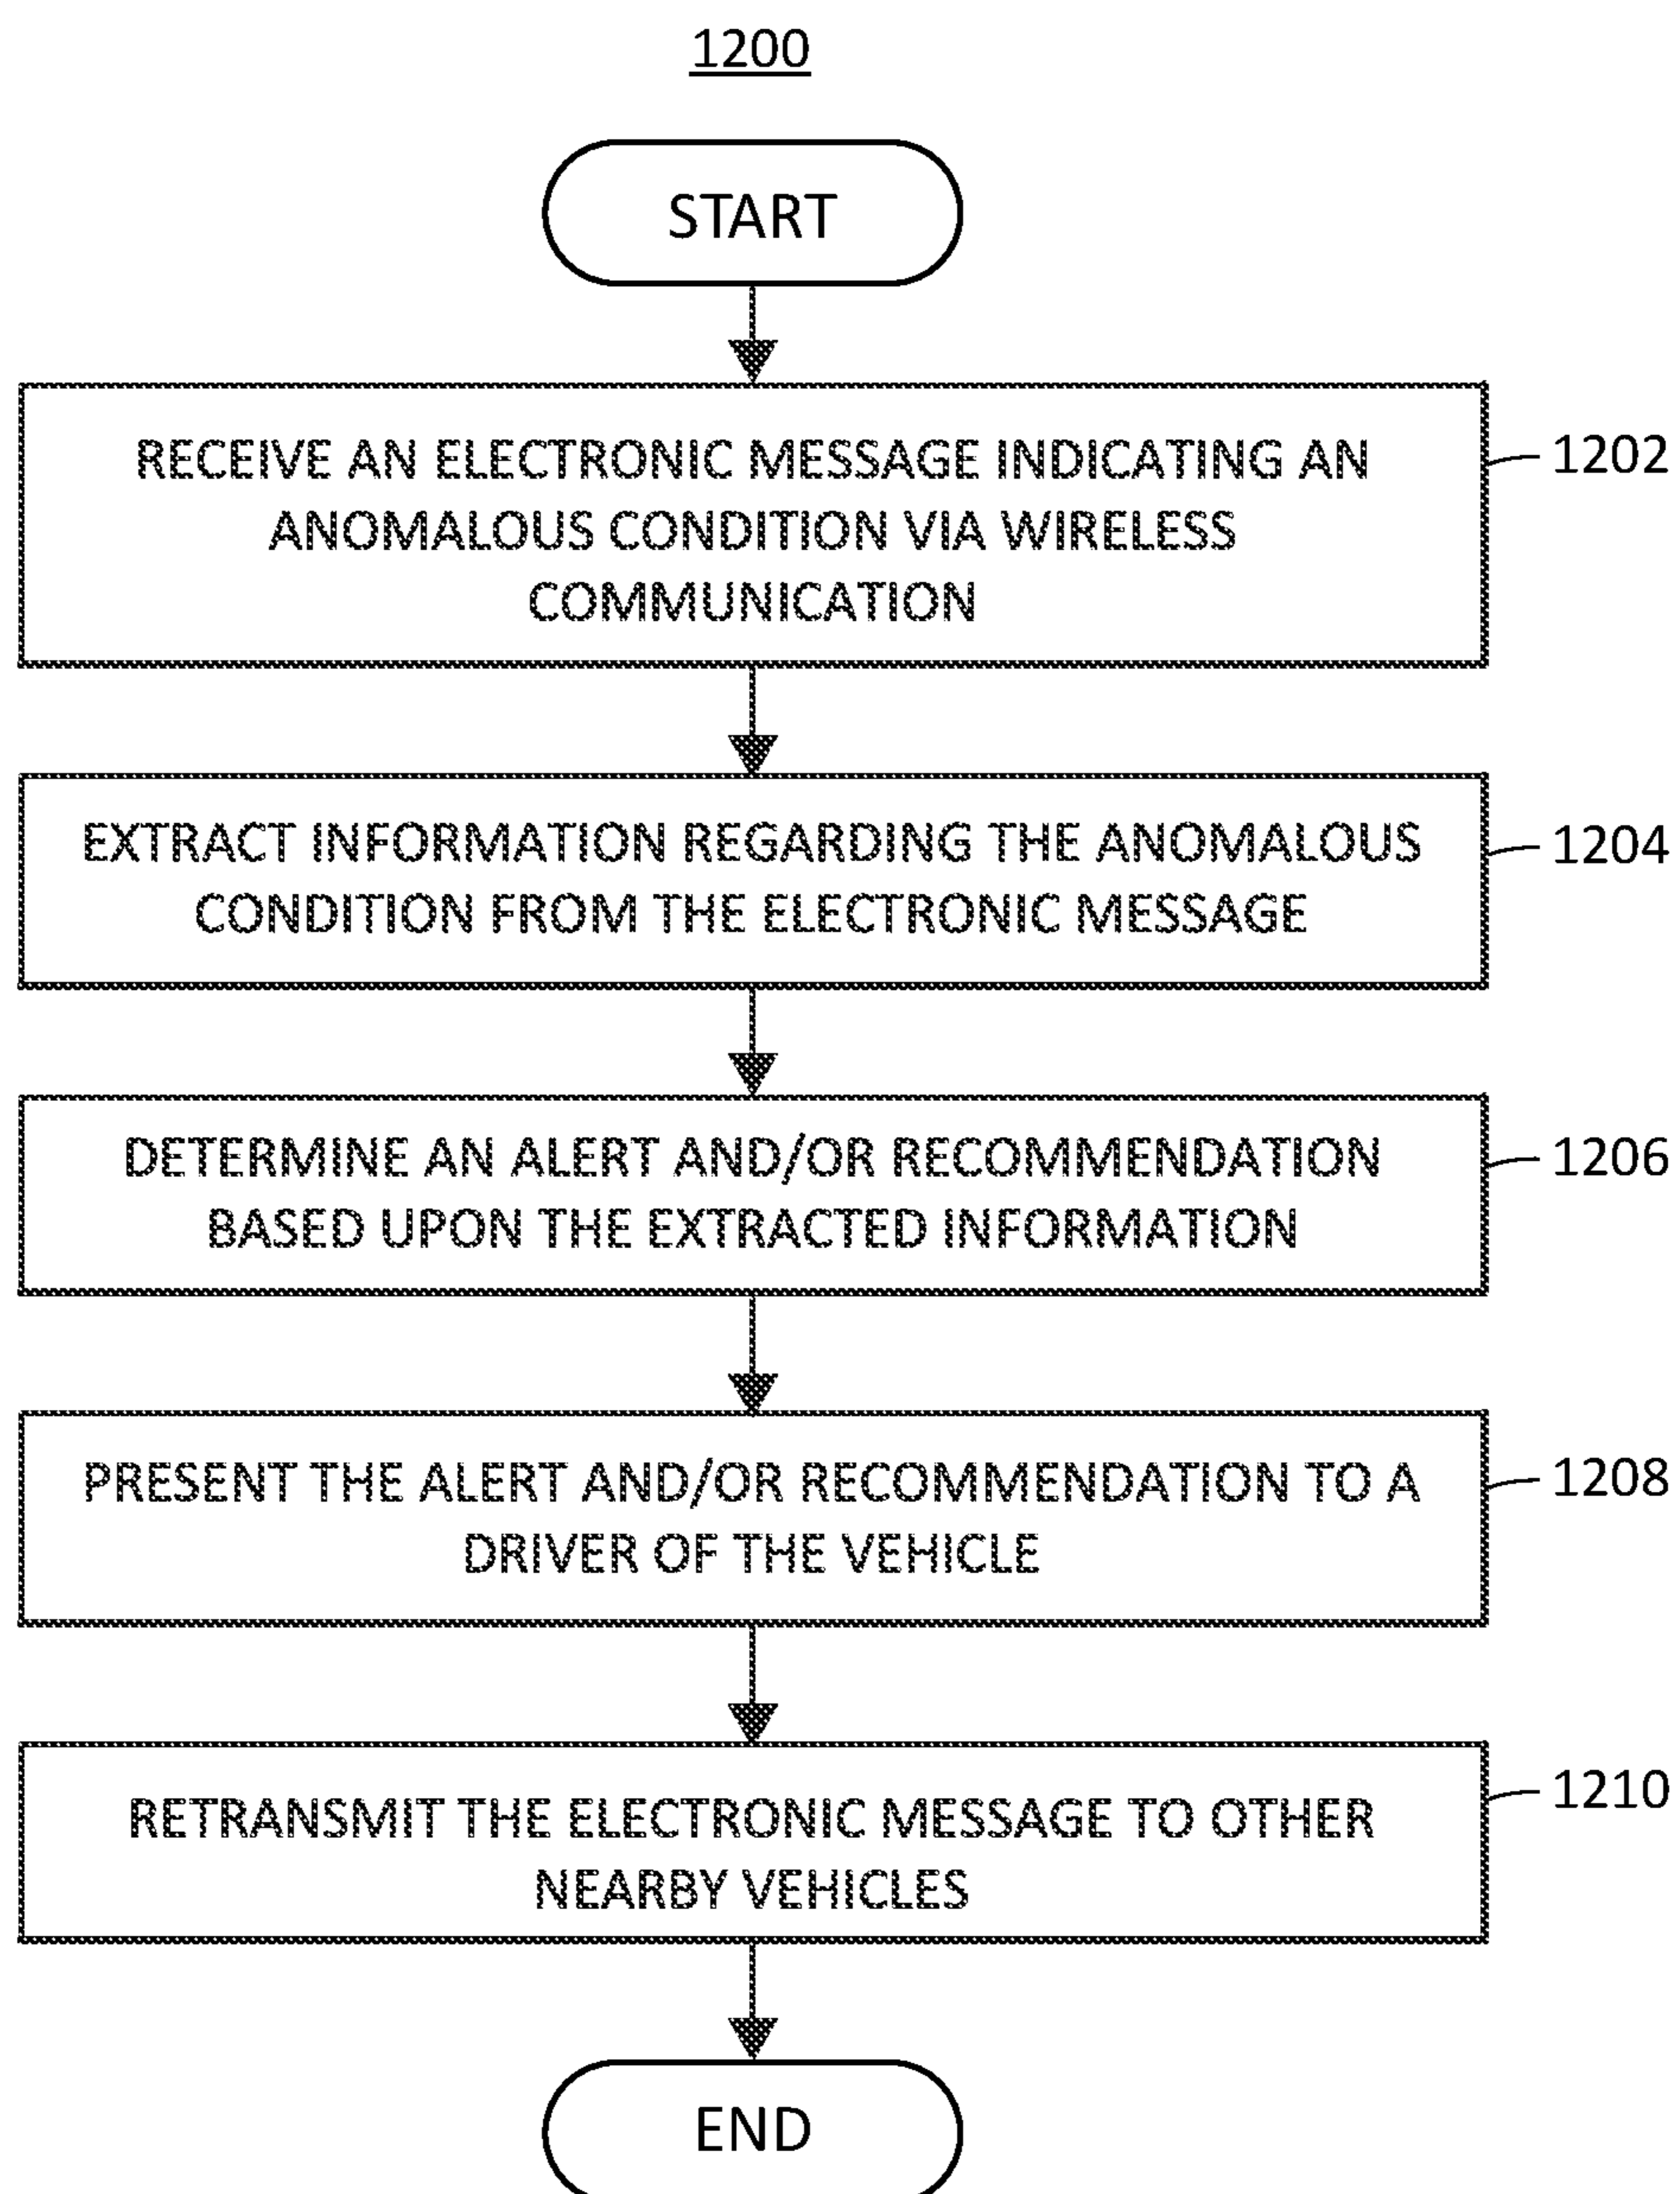 1200
START
RECEIVE AN ELECTRONIC MESSAGE INDICATING AN
ANOMALOUS CONDITION VIA WIRELESS
COMMUNICATION
1202
EXTRACT INFORMATION REGARDING THE ANOMALOUS
CONDITION FROM THE ELECTRONIC MESSAGE
1204
DETERMINE AN ALERT AND/OR RECOMMENDATION
BASED UPON THE EXTRACTED INFORMATION
1206
PRESENT THE ALERT AND/OR RECOMMENDATION TO A
DRIVER OF THE VEHICLE
1208
RETRANSMIT THE ELECTRONIC MESSAGE TO OTHER
NEARBY VEHICLES
1210
END